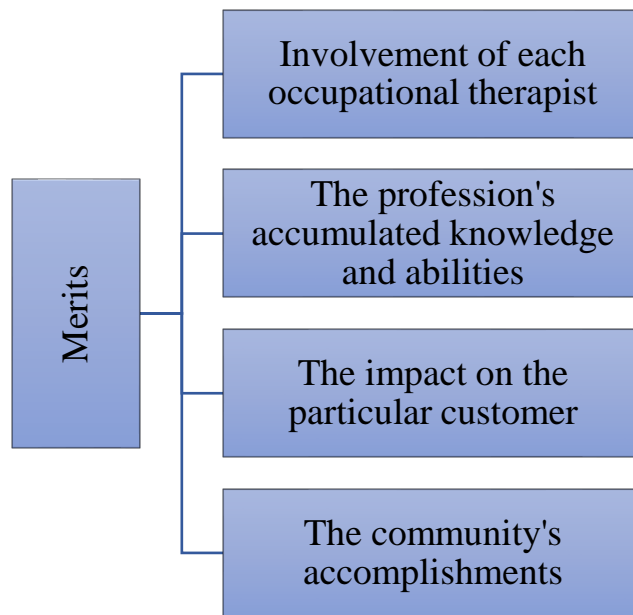 Merits
Involvement of each
occupational therapist
The profession's
accumulated knowledge
and abilities
The impact on the
particular customer
The community's
accomplishments